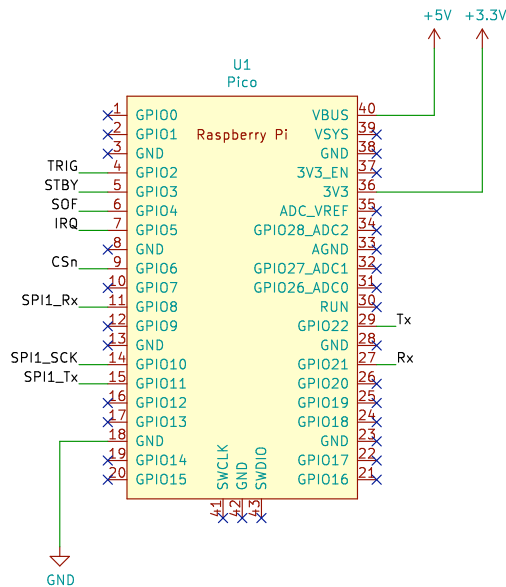 +5V +3.3V
U1
Pico
Raspberry Pi
1 GPIO0 VBUS 40
2 GPIO1 VSYS 39
3 GND GND 38
TRIG 4 GPIO2 3V3_EN 37
STBY 5 GPIO3 3V3 36
SOF 6 GPIO4 ADC_VREF 35
IRQ 7 GPIO5 GPIO28_ADC2 34
8 GND AGND 33
CSn 9 GPIO6 GPIO27_ADC1 32
10 GPIO7 GPIO26_ADC0 31
SPI1_Rx 11 GPIO8 RUN 30
12 GPIO9 GPIO22 29 Tx
13 GND GND 28
SPI1_SCK 14 GPIO10 GPIO21 27 Rx
SPI1_Tx 15 GPIO11 GPIO20 26
16 GPIO12 GPIO19 25
17 GPIO13 GPIO18 24
18 GND GND 23
19 GPIO14 GPIO17 22
20 GPIO15 GPIO16 21
SWCLK GND SWDIO
41 42 43
GND